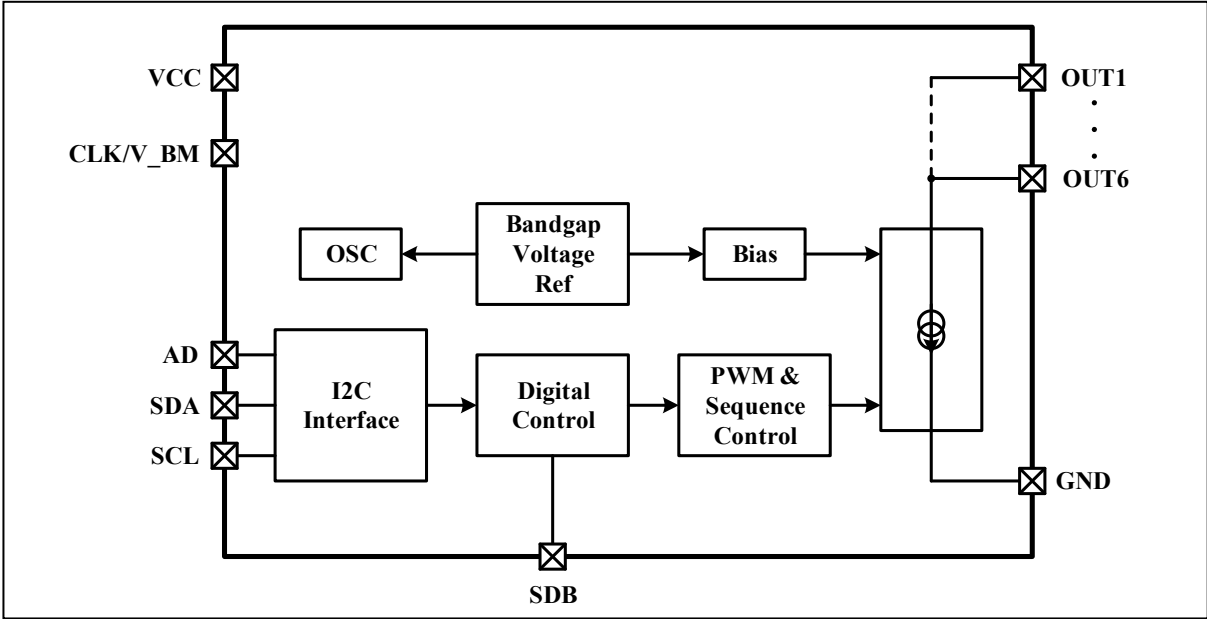 VCC
OUT1
CLK/V_BM
OUT6
OSC
Bandgap
Voltage
Ref
Bias
AD
SDA
SCL
I2C
Interface
Digital
Control
PWM &
Sequence
Control
GND
SDB